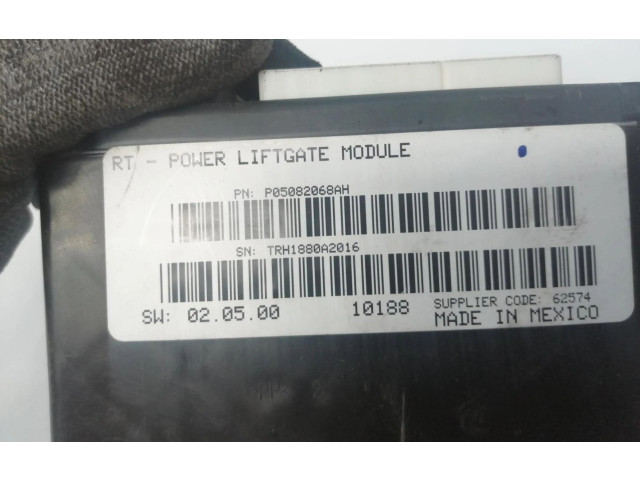 RT - POWER LIFTGATE MODULE
PN: P05082068AH
SN: TRH1880A2016
SW: 02.05.00 10188 SUPPLIER CODE: 62574
MADE IN MEXICO